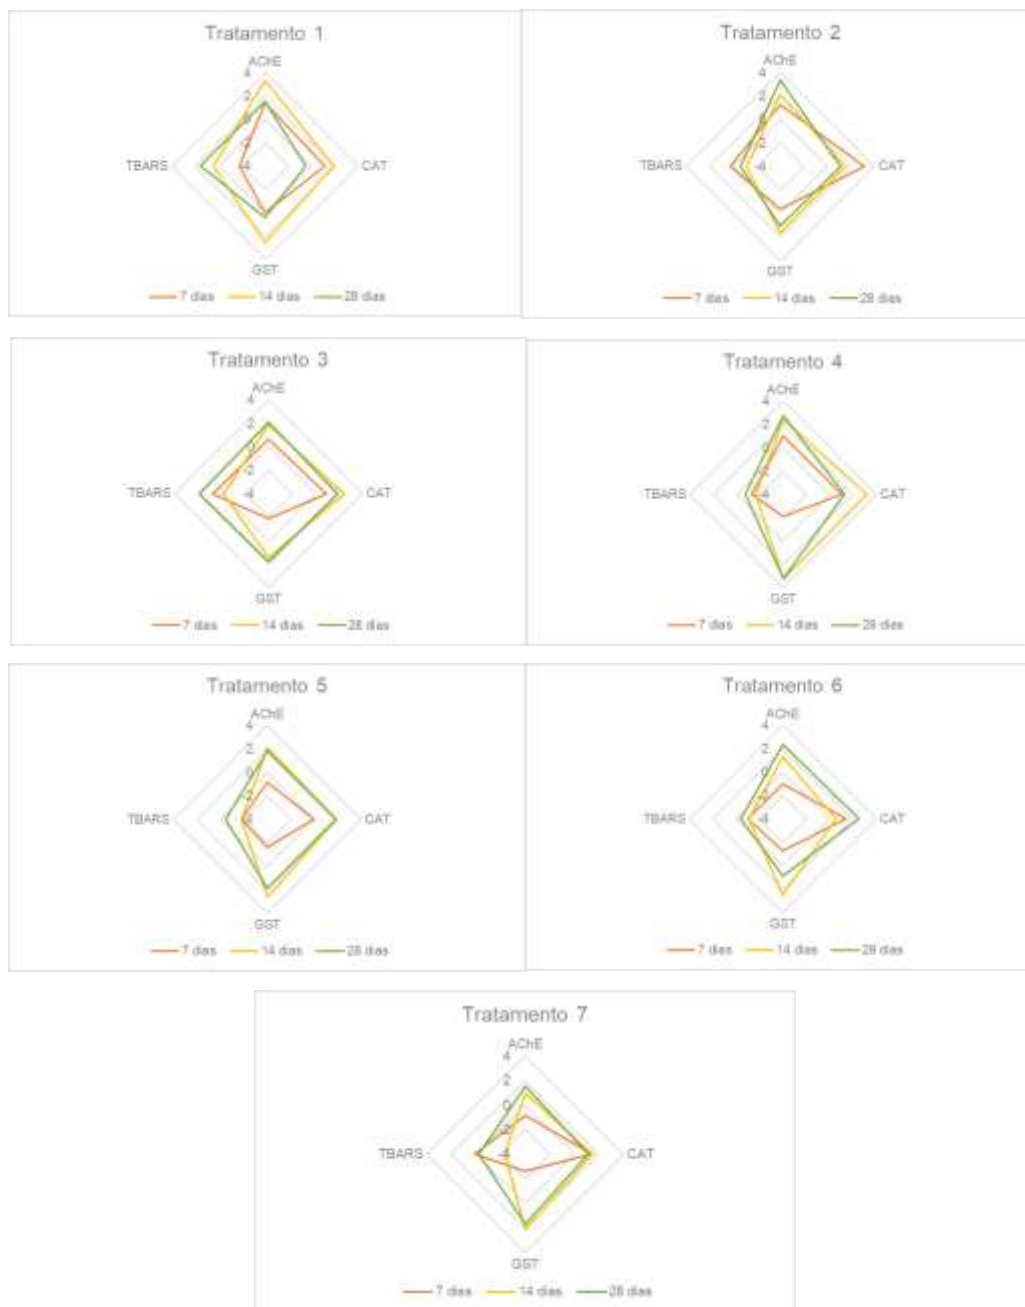 Tratamento 1
AChE
4
2
0
-2
-4
TBARS
CAT
GST
7 dias 14 dias 28 dias
Tratamento 2
AChE
4
2
0
-2
-4
TBARS
CAT
GST
7 dias 14 dias 28 dias
Tratamento 3
AChE
4
2
0
-2
-4
TBARS
CAT
GST
7 dias 14 dias 28 dias
Tratamento 4
AChE
4
2
0
-2
-4
TBARS
CAT
GST
7 dias 14 dias 28 dias
Tratamento 5
AChE
4
2
0
-2
-4
TBARS
CAT
GST
7 dias 14 dias 28 dias
Tratamento 6
AChE
4
2
0
-2
-4
TBARS
CAT
GST
7 dias 14 dias 28 dias
Tratamento 7
AChE
4
2
0
-2
-4
TBARS
CAT
GST
7 dias 14 dias 28 dias